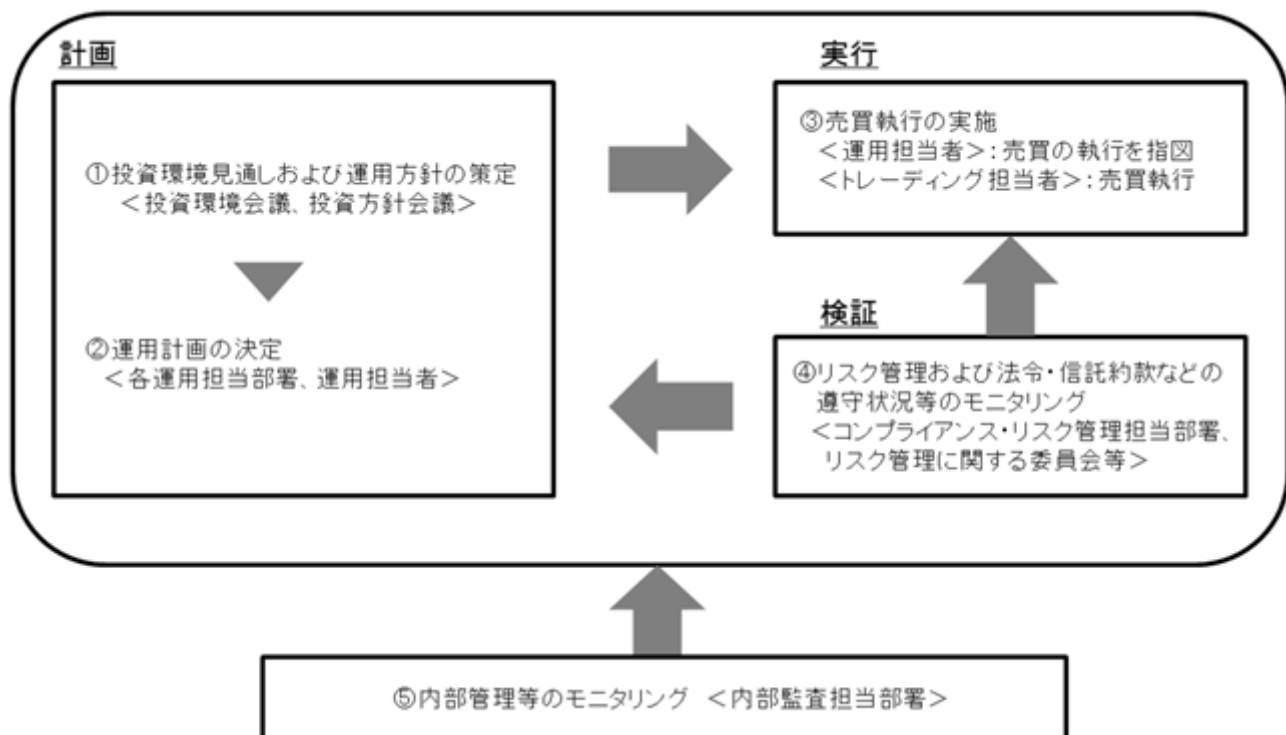 計画
①投資環境見通しおよび運用方針の策定
<投資環境会議、投資方針会議>
②運用計画の決定
<各運用担当部署、運用担当者>
実行
③売買執行の実施
<運用担当者>:売買の執行を指図
<トレーディング担当者>:売買執行
検証
④リスク管理および法令・信託約款などの
遵守状況等のモニタリング
<コンプライアンス・リスク管理担当部署、
リスク管理に関する委員会等>
⑤内部管理等のモニタリング <内部監査担当部署>